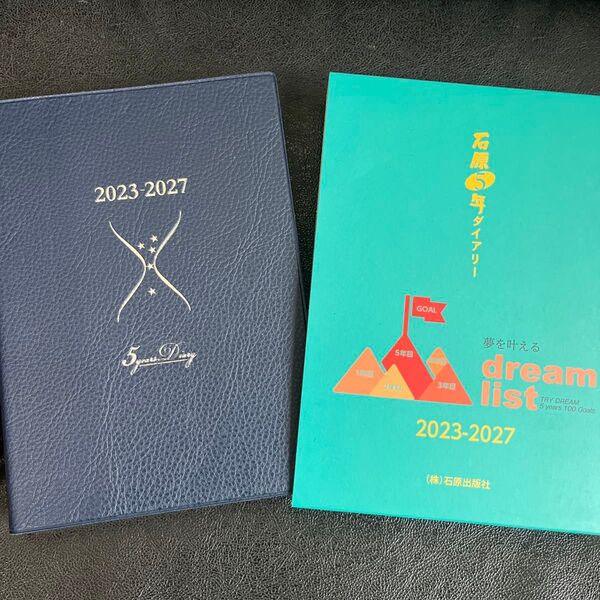 2023-2027
5 years Diary
石原5年ダイアリー
GOAL
5年目
3年目
夢を叶える
dream
list
TRY DREAM
5 years 100 Goals
2023-2027
(株)石原出版社